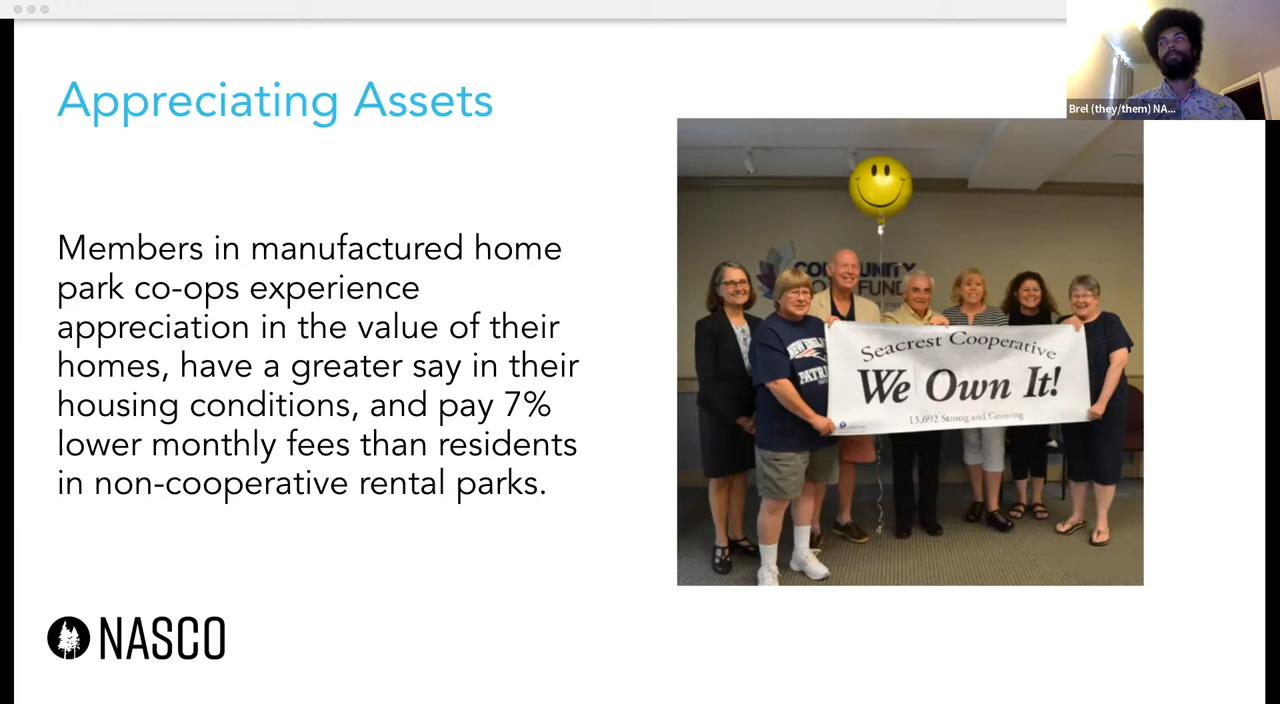 Appreciating Assets
Members in manufactured home
park co-ops experience
appreciation in the value of their
homes, have a greater say in their
housing conditions, and pay 7%
lower monthly fees than residents
in non-cooperative rental parks.
NASCO
Brel (they/them) NA...
Seacrest Cooperative
We Own It!
13,692 Strong and Growing